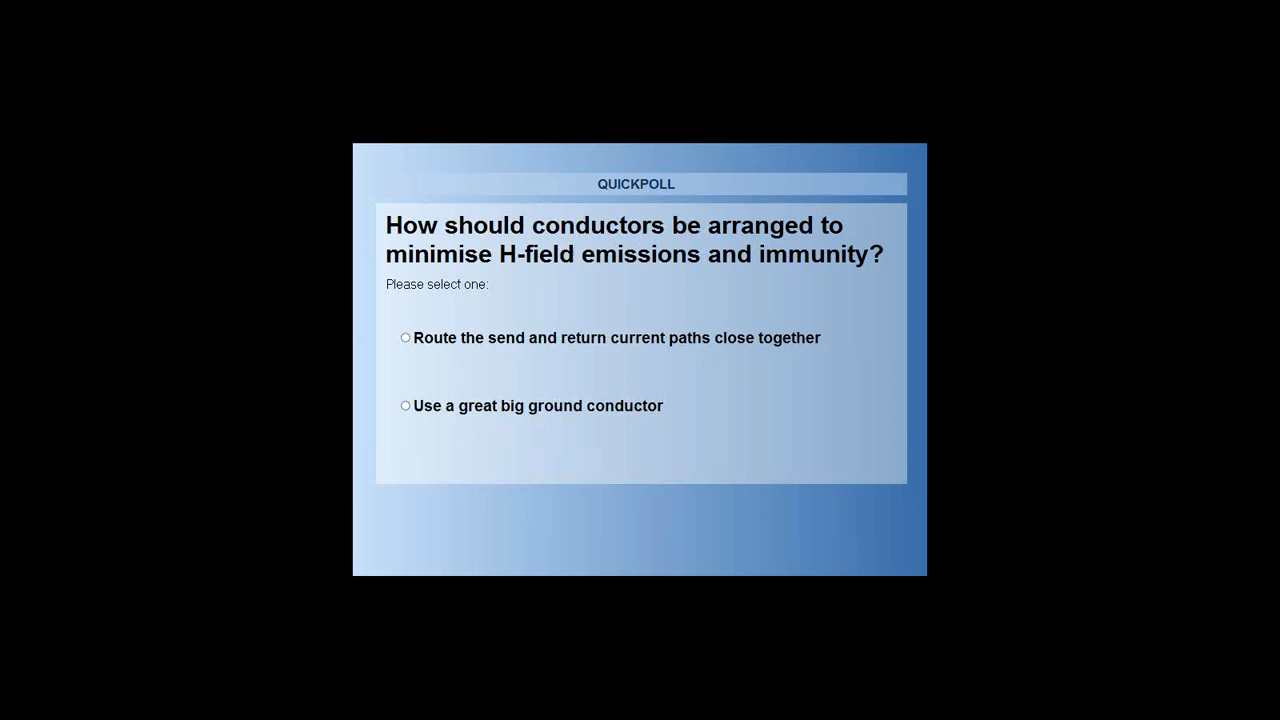 QUICKPOLL
How should conductors be arranged to
minimise H-field emissions and immunity?
Please select one:
Route the send and return current paths close together
Use a great big ground conductor